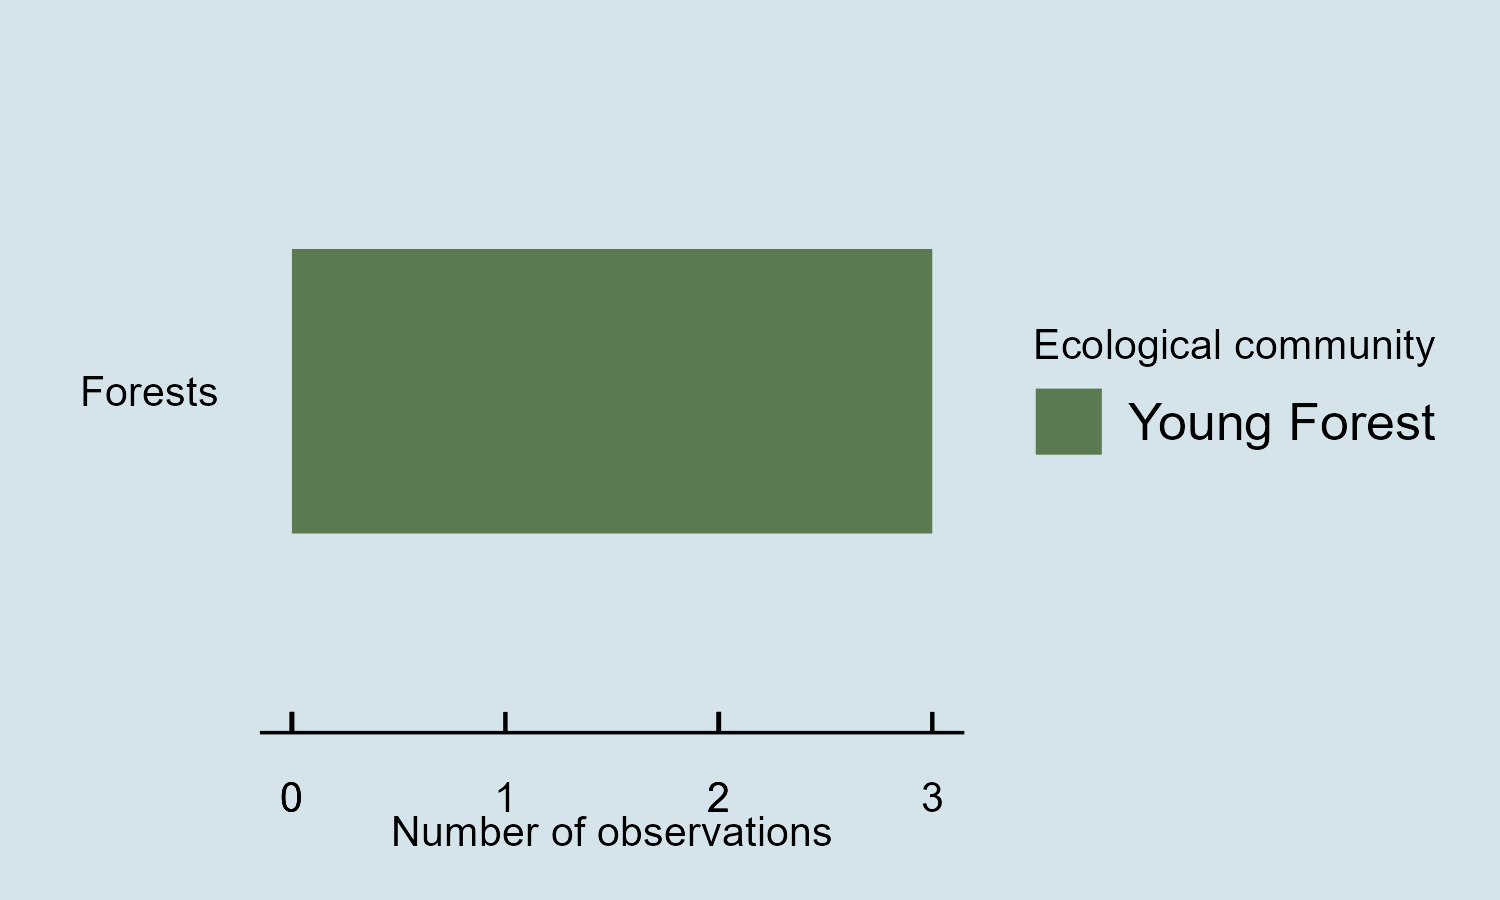 Forests
Ecological community
Young Forest
0 1 2 3
Number of observations